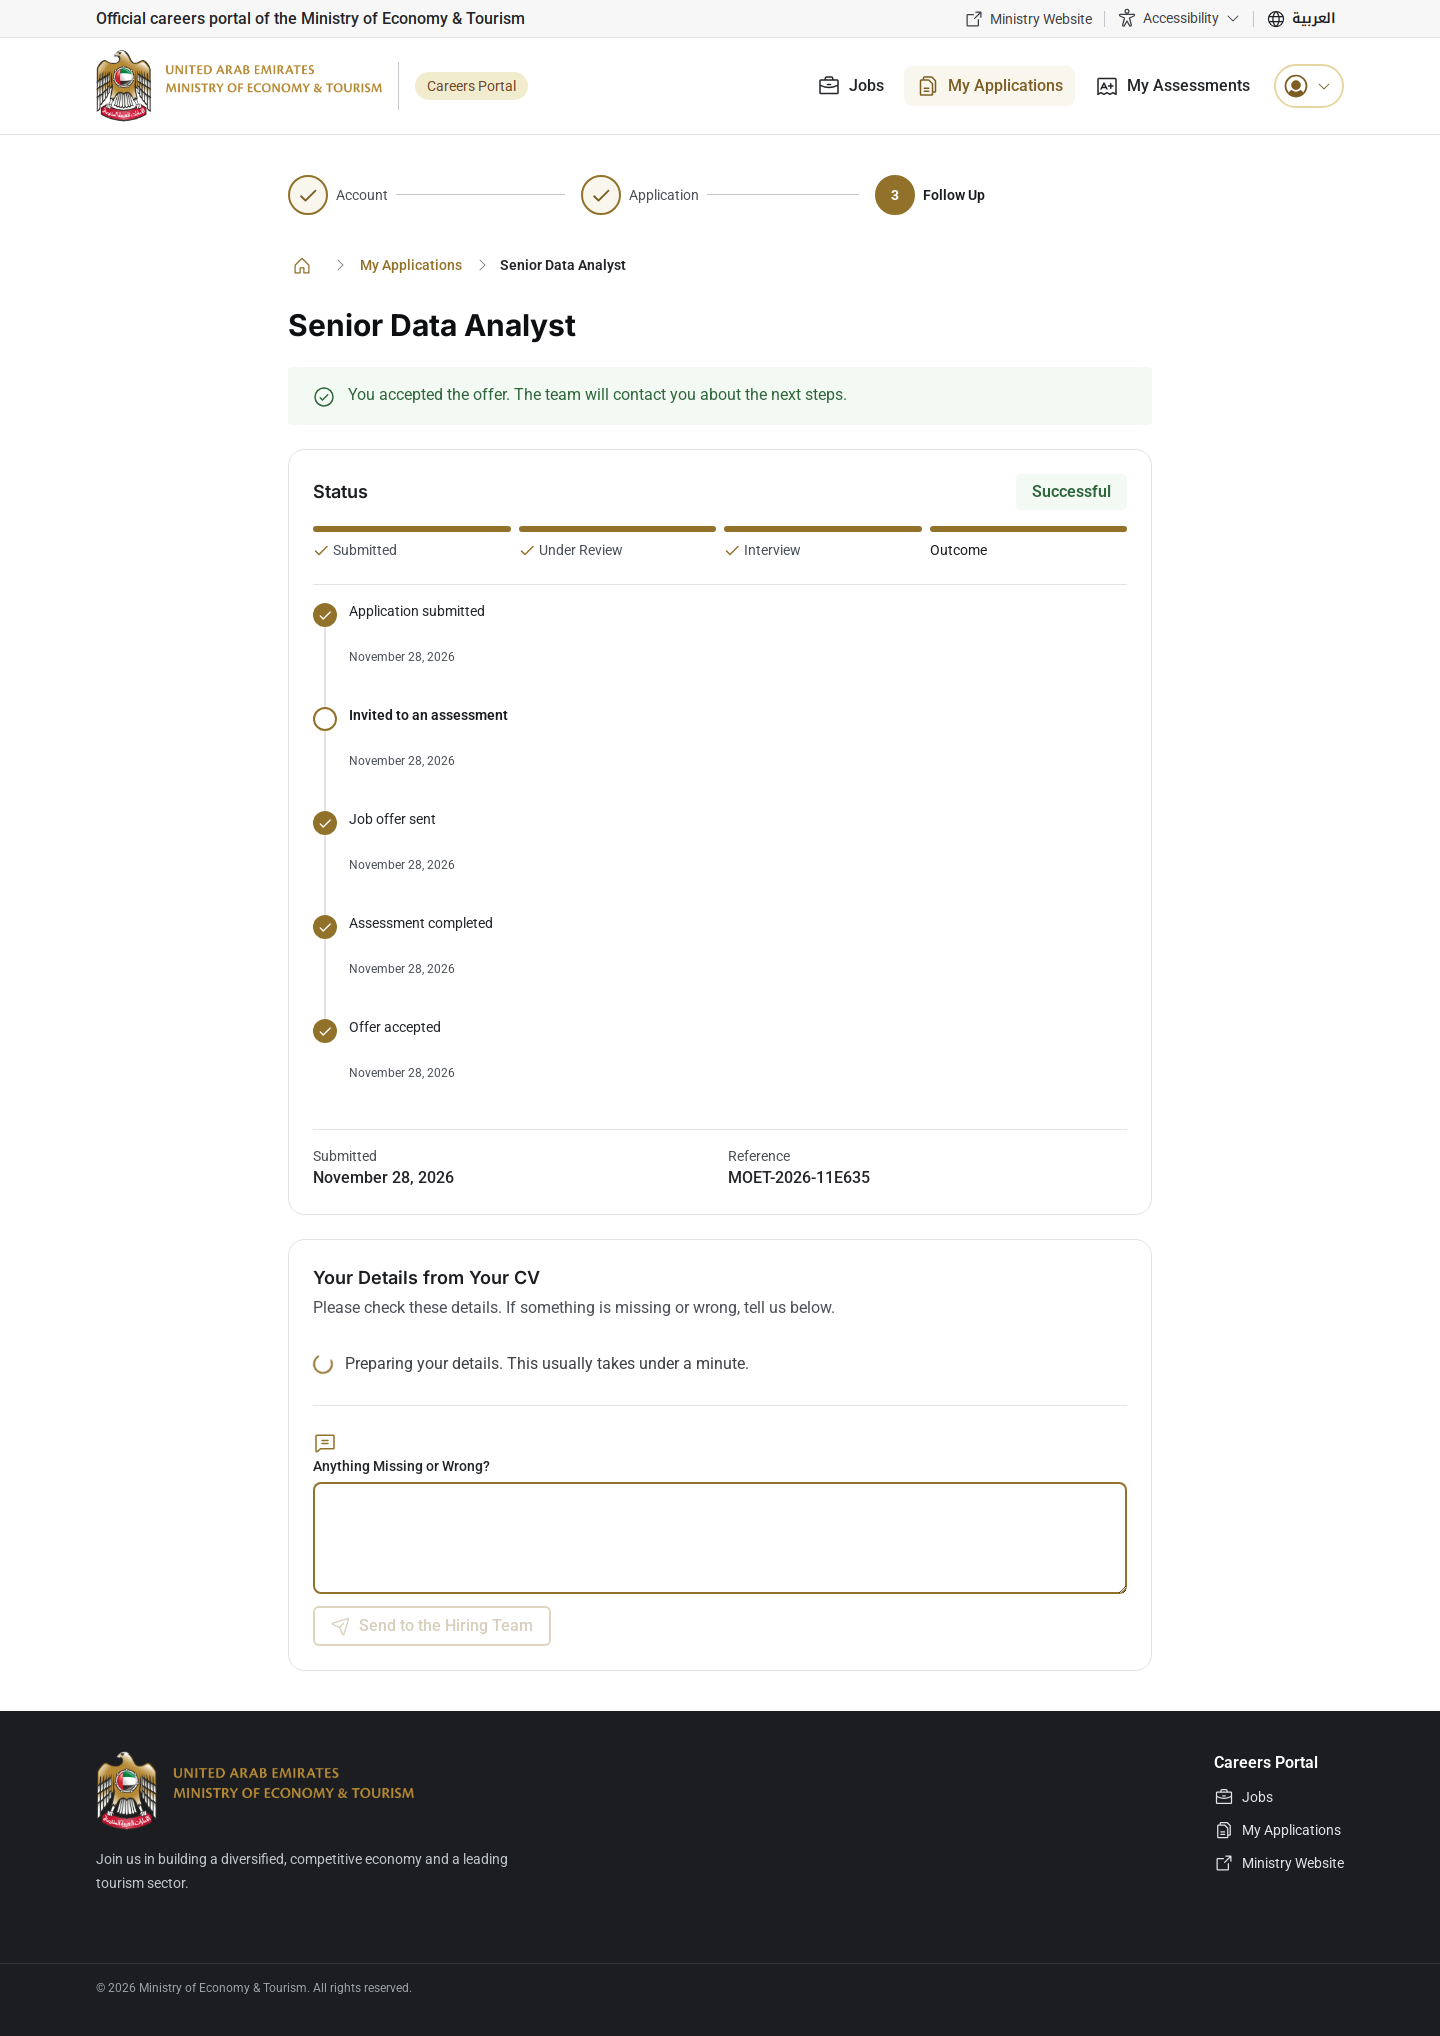 Official careers portal of the Ministry of Economy & Tourism
Ministry Website
Accessibility
العربية
UNITED ARAB EMIRATES
MINISTRY OF ECONOMY & TOURISM
Careers Portal
Jobs
My Applications
My Assessments
Account
Application
3
Follow Up
My Applications
Senior Data Analyst
Senior Data Analyst
You accepted the offer. The team will contact you about the next steps.
Status
Successful
Submitted
Under Review
Interview
Outcome
Application submitted
November 28, 2026
Invited to an assessment
November 28, 2026
Job offer sent
November 28, 2026
Assessment completed
November 28, 2026
Offer accepted
November 28, 2026
Submitted
November 28, 2026
Reference
MOET-2026-11E635
Your Details from Your CV
Please check these details. If something is missing or wrong, tell us below.
Preparing your details. This usually takes under a minute.
Anything Missing or Wrong?
Send to the Hiring Team
UNITED ARAB EMIRATES
MINISTRY OF ECONOMY & TOURISM
Join us in building a diversified, competitive economy and a leading
tourism sector.
Careers Portal
Jobs
My Applications
Ministry Website
© 2026 Ministry of Economy & Tourism. All rights reserved.